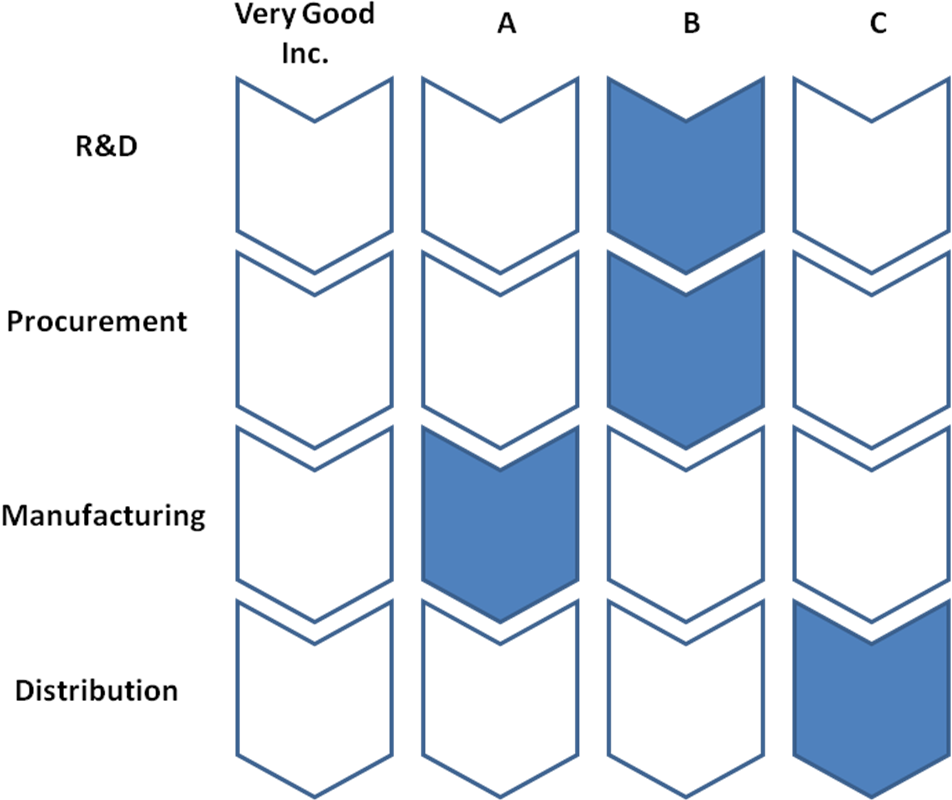 Very Good
Inc.
A
B
C
R&D
Procurement
Manufacturing
Distribution